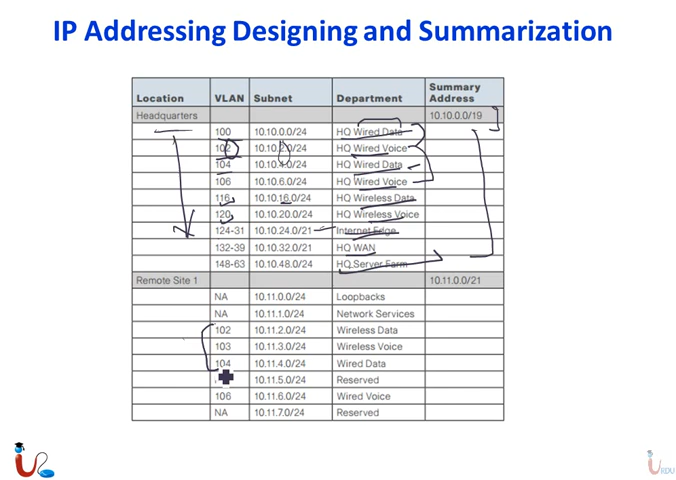 IP Addressing Designing and Summarization
Location VLAN Subnet Department Summary Address
Headquarters 10.10.0.0/19
100 10.10.0.0/24 HQ Wired Data
102 10.10.2.0/24 HQ Wired Voice
104 10.10.4.0/24 HQ Wired Data
106 10.10.6.0/24 HQ Wired Voice
116 10.10.16.0/24 HQ Wireless Data
120 10.10.20.0/24 HQ Wireless Voice
124-31 10.10.24.0/21 Internet Edge
132-39 10.10.32.0/21 HQ WAN
148-63 10.10.48.0/24 HQ Server Farm
Remote Site 1 10.11.0.0/21
NA 10.11.0.0/24 Loopbacks
NA 10.11.1.0/24 Network Services
102 10.11.2.0/24 Wireless Data
103 10.11.3.0/24 Wireless Voice
104 10.11.4.0/24 Wired Data
10.11.5.0/24 Reserved
106 10.11.6.0/24 Wired Voice
NA 10.11.7.0/24 Reserved
URDU